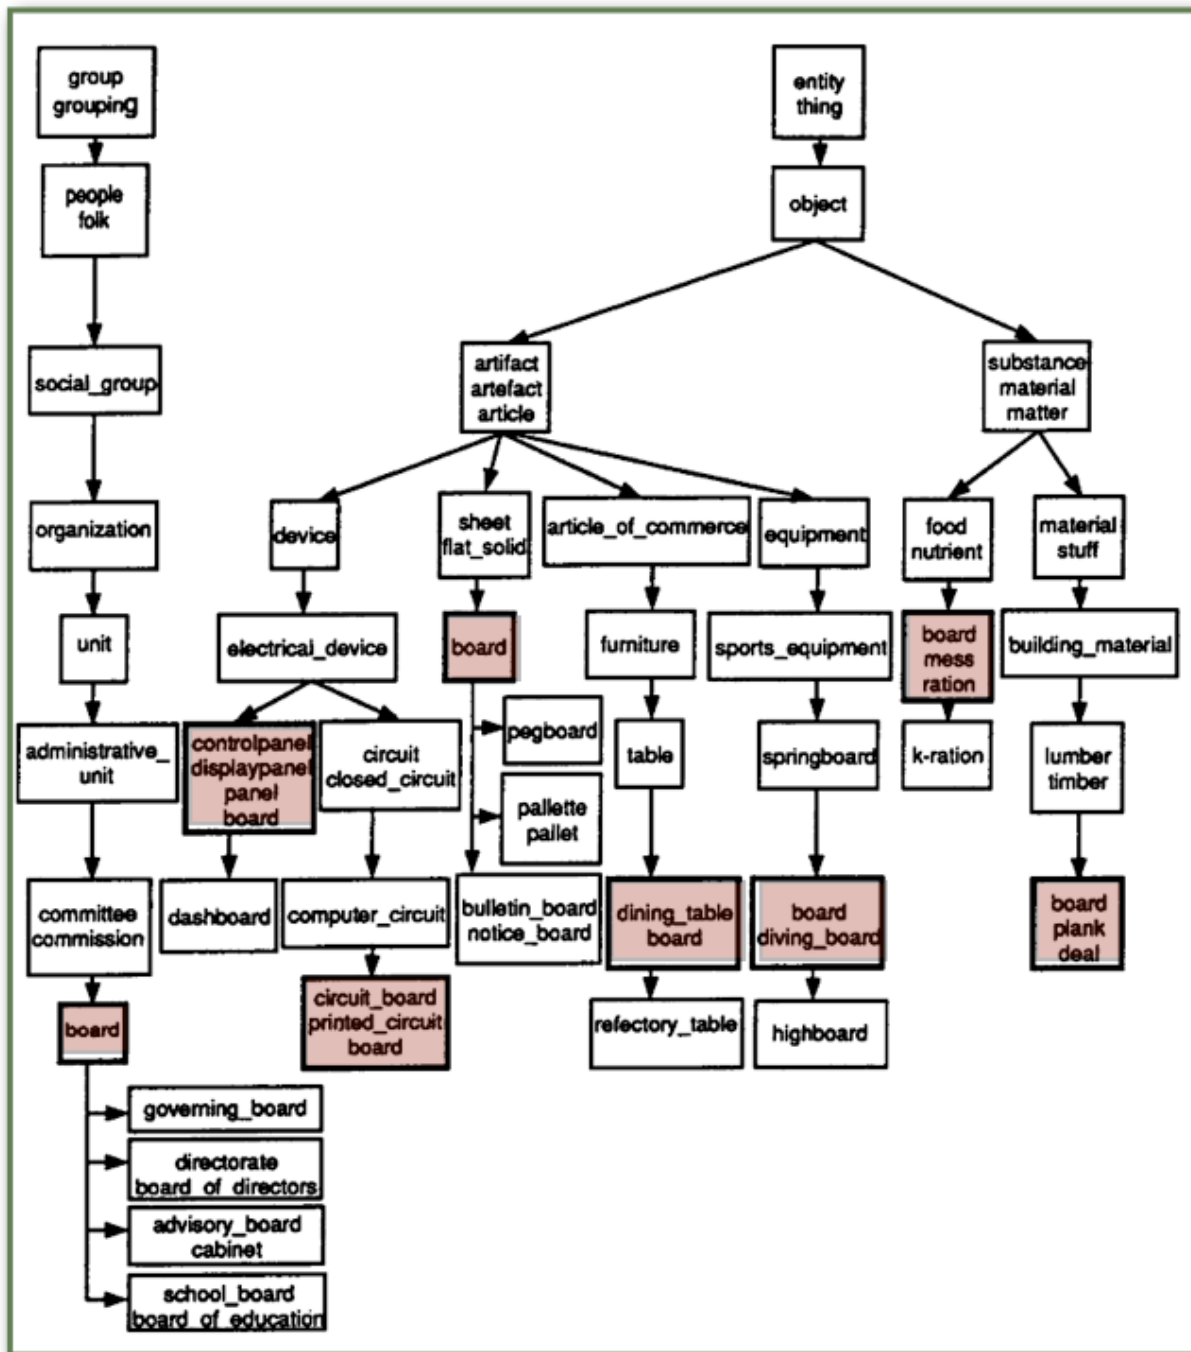 group
grouping
entity
thing
people
folk
object
social_group
artifact
artefact
article
substance
material
matter
organization
device
sheet
flat_solid
article_of_commerce
equipment
food
nutrient
material
stuff
unit
electrical_device
board
furniture
sports_equipment
board
mess
ration
building_material
administrative_
unit
controlpanel
displaypanel
panel
board
circuit
closed_circuit
pegboard
pallette
pallet
table
springboard
k-ration
lumber
timber
committee
commission
dashboard
computer_circuit
bulletin_board
notice_board
dining_table
board
board
diving_board
board
plank
deal
board
circuit_board
printed_circuit
board
refectory_table
highboard
governing_board
directorate
board_of_directors
advisory_board
cabinet
school_board
board_of_education